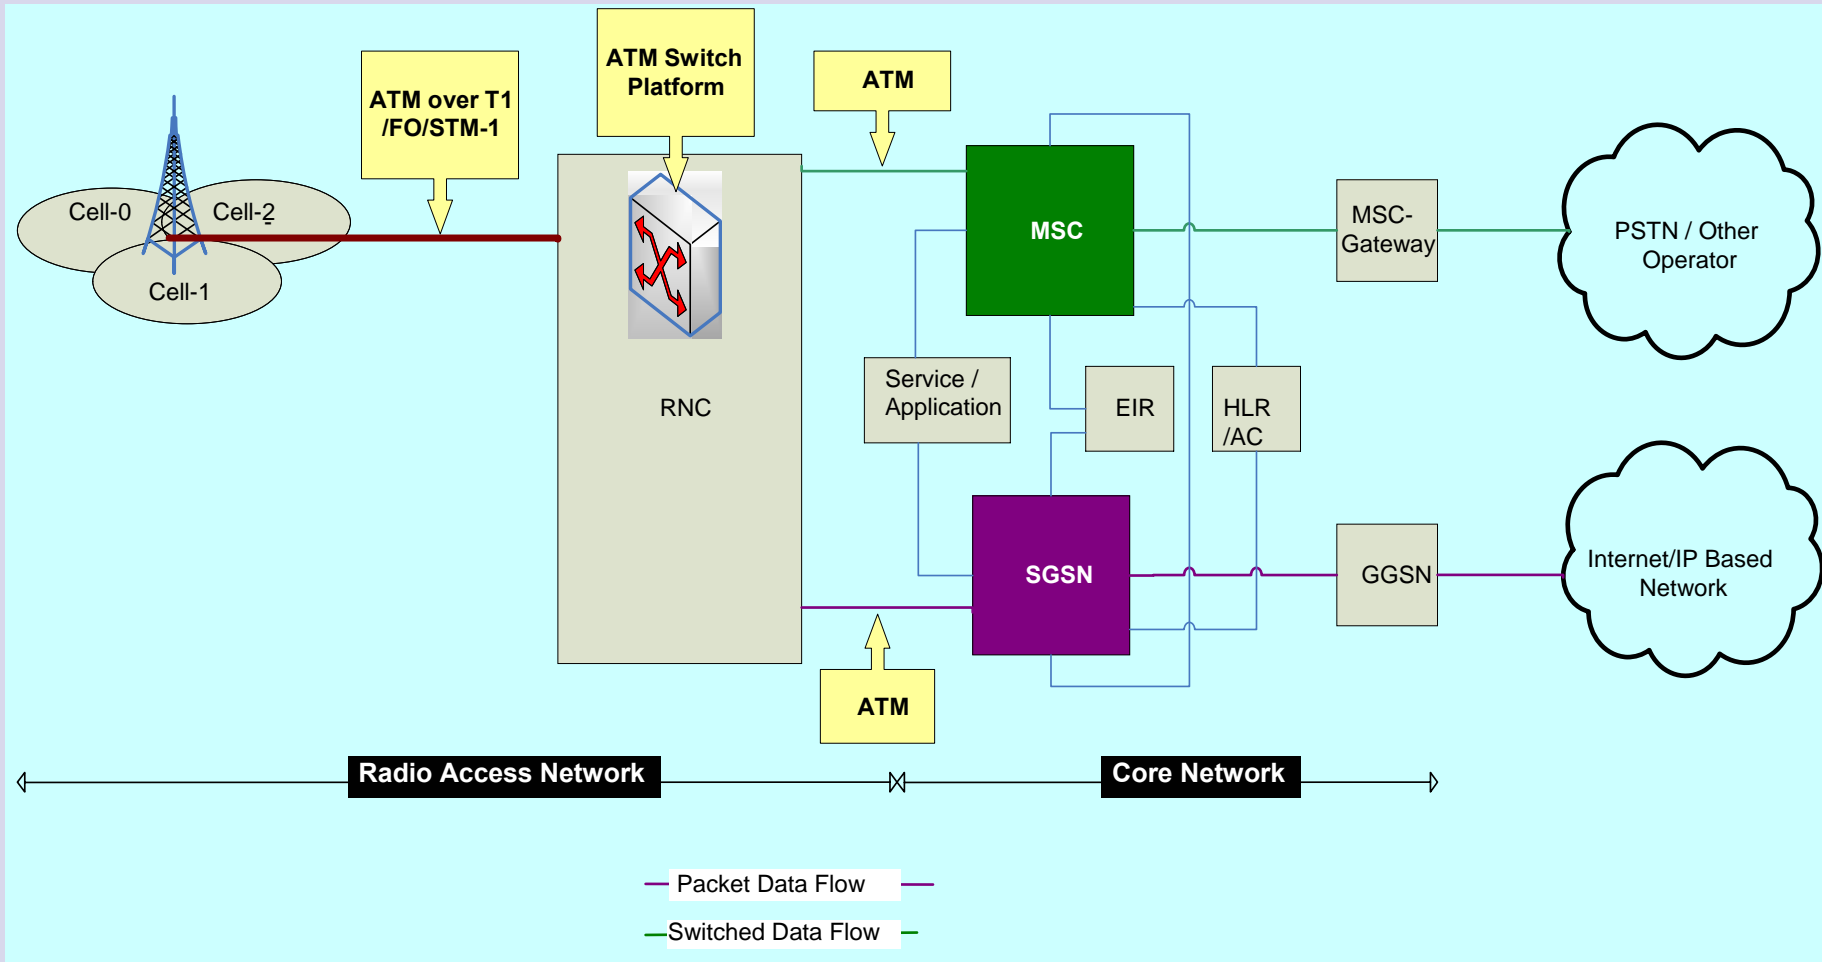 ATM over T1
/FO/STM-1
ATM Switch
Platform
ATM
Cell-0
Cell-2
Cell-1
MSC
MSC-
Gateway
PSTN / Other
Operator
RNC
Service /
Application
EIR
HLR
/AC
SGSN
GGSN
Internet/IP Based
Network
ATM
Radio Access Network
Core Network
Packet Data Flow
Switched Data Flow